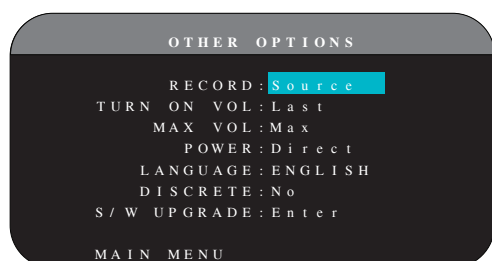 OTHER OPTIONS
RECORD:Source
TURN ON VOL:Last
MAX VOL:Max
POWER:Direct
LANGUAGE:ENGLISH
DISCRETE:No
S/W UPGRADE:Enter
MAIN MENU